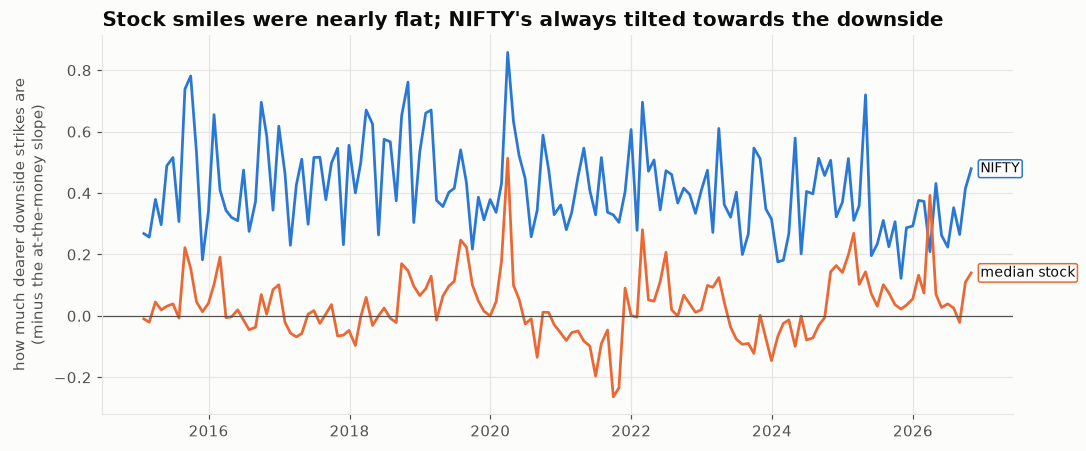 Stock smiles were nearly flat; NIFTY's always tilted towards the downside
how much dearer downside strikes are
(minus the at-the-money slope)
0.8
0.6
0.4
0.2
0.0
−0.2
NIFTY
median stock
2016
2018
2020
2022
2024
2026